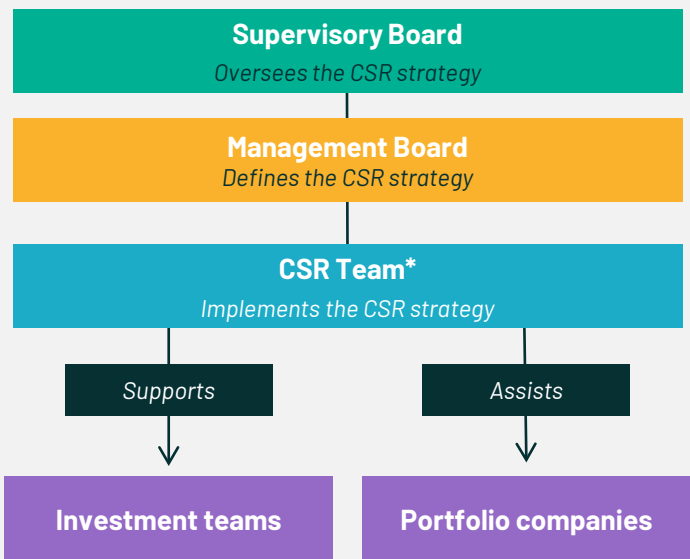 Supervisory Board
Oversees the CSR strategy
Management Board
Defines the CSR strategy
CSR Team*
Implements the CSR strategy
Supports
Assists
Investment teams
Portfolio companies